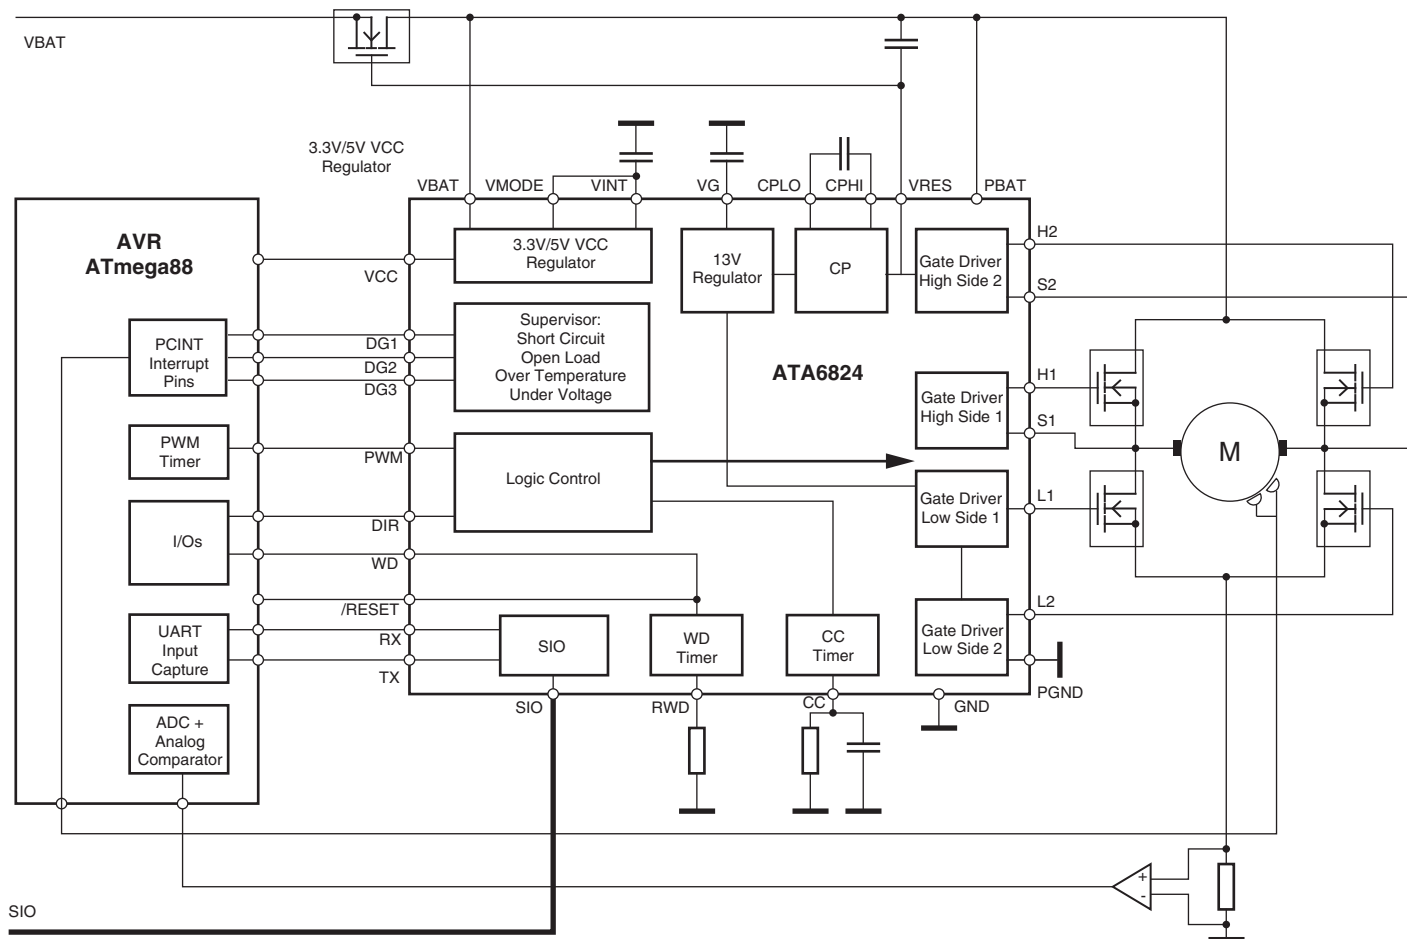 VBAT
3.3V/5V VCC
Regulator
VBAT
VMODE
VINT
VG
CPLO
CPHI
VRES
PBAT
AVR
ATmega88
VCC
3.3V/5V VCC
Regulator
13V
Regulator
CP
Gate Driver
High Side 2
H2
S2
PCINT
Interrupt
Pins
DG1
DG2
DG3
Supervisor:
Short Circuit
Open Load
Over Temperature
Under Voltage
ATA6824
Gate Driver
High Side 1
H1
S1
PWM
Timer
PWM
Logic Control
M
Gate Driver
Low Side 1
L1
I/Os
DIR
WD
/RESET
UART
Input
Capture
RX
TX
SIO
WD
Timer
CC
Timer
Gate Driver
Low Side 2
L2
PGND
SIO
RWD
CC
GND
ADC +
Analog
Comparator
+
-
SIO